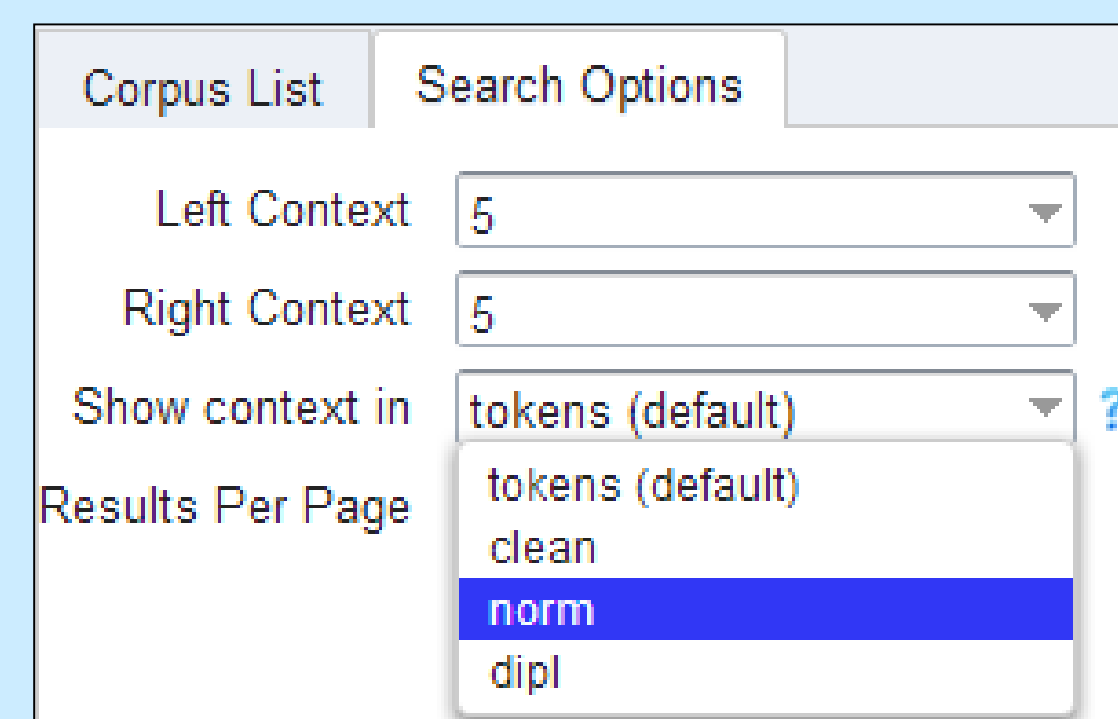 Corpus List Search Options
Left Context 5
Right Context 5
Show context in tokens (default) ?
Results Per Page
tokens (default)
clean
norm
dipl